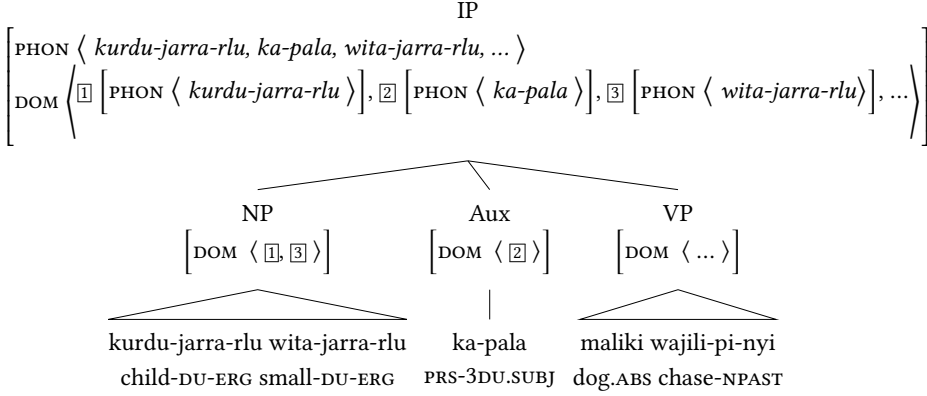 IP
PHON ⟨ kurdu-jarra-rlu, ka-pala, wita-jarra-rlu, … ⟩
DOM ⟨ 1 [PHON ⟨ kurdu-jarra-rlu ⟩], 2 [PHON ⟨ ka-pala ⟩], 3 [PHON ⟨ wita-jarra-rlu⟩], … ⟩
NP Aux VP
[DOM ⟨ 1, 3 ⟩] [DOM ⟨ 2 ⟩] [DOM ⟨ … ⟩]
kurdu-jarra-rlu wita-jarra-rlu ka-pala maliki wajili-pi-nyi
child-DU-ERG small-DU-ERG PRS-3DU.SUBJ dog.ABS chase-NPAST